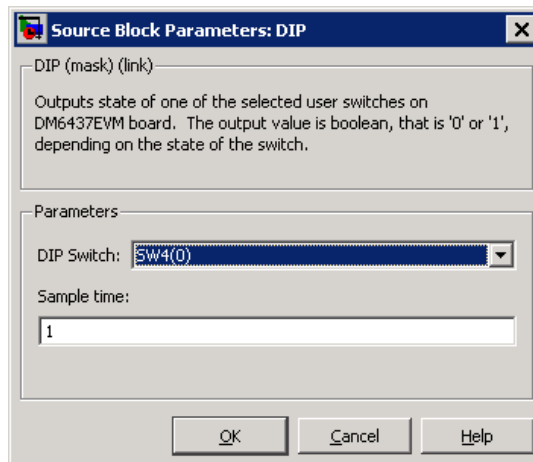 Source Block Parameters: DIP
DIP (mask) (link)
Outputs state of one of the selected user switches on
DM6437EVM board.  The output value is boolean, that is '0' or '1',
depending on the state of the switch.
Parameters
DIP Switch: SW4(0)
Sample time:
1
OK Cancel Help